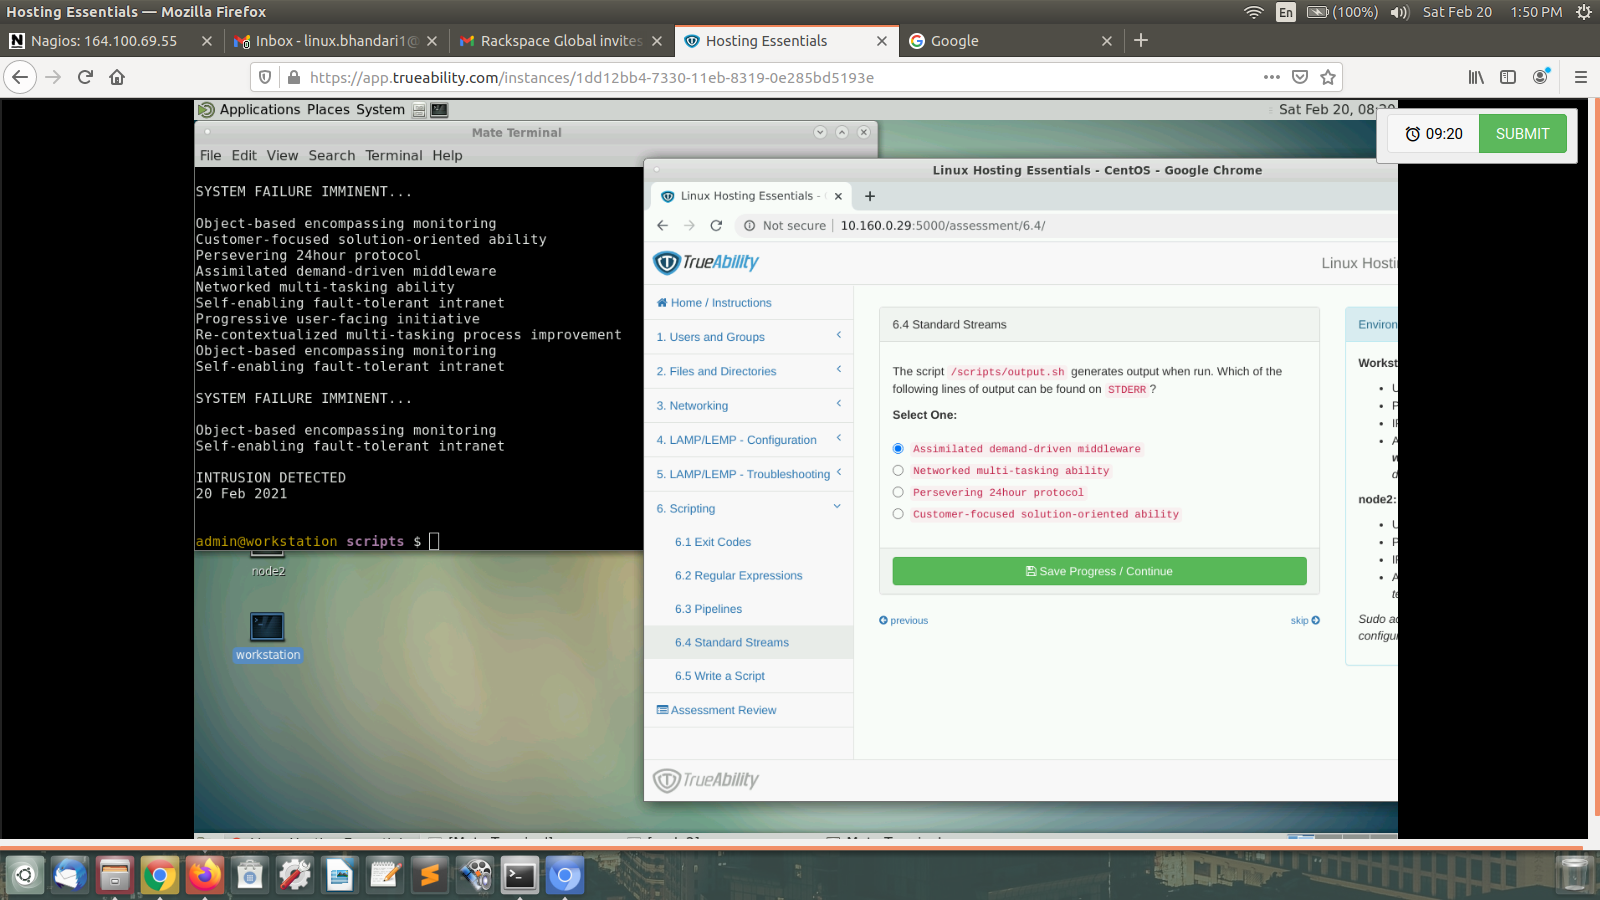 Hosting Essentials — Mozilla Firefox
En (100%) Sat Feb 20 1:50 PM
Nagios: 164.100.69.55
Inbox - linux.bhandari1@
Rackspace Global invites
Hosting Essentials
Google
https://app.trueability.com/instances/1dd12bb4-7330-11eb-8319-0e285bd5193e
Applications Places System
Sat Feb 20, 08:20
09:20
SUBMIT
Mate Terminal
File Edit View Search Terminal Help
SYSTEM FAILURE IMMINENT...
Object-based encompassing monitoring
Customer-focused solution-oriented ability
Persevering 24hour protocol
Assimilated demand-driven middleware
Networked multi-tasking ability
Self-enabling fault-tolerant intranet
Progressive user-facing initiative
Re-contextualized multi-tasking process improvement
Object-based encompassing monitoring
Self-enabling fault-tolerant intranet
SYSTEM FAILURE IMMINENT...
Object-based encompassing monitoring
Self-enabling fault-tolerant intranet
INTRUSION DETECTED
20 Feb 2021
admin@workstation scripts $
node2
workstation
Linux Hosting Essentials - CentOS - Google Chrome
Linux Hosting Essentials -
Not secure | 10.160.0.29:5000/assessment/6.4/
TrueAbility
Linux Hosti
Home / Instructions
1. Users and Groups
2. Files and Directories
3. Networking
4. LAMP/LEMP - Configuration
5. LAMP/LEMP - Troubleshooting
6. Scripting
6.1 Exit Codes
6.2 Regular Expressions
6.3 Pipelines
6.4 Standard Streams
6.5 Write a Script
Assessment Review
6.4 Standard Streams
The script /scripts/output.sh generates output when run. Which of the
following lines of output can be found on STDERR ?
Select One:
Assimilated demand-driven middleware
Networked multi-tasking ability
Persevering 24hour protocol
Customer-focused solution-oriented ability
Save Progress / Continue
previous
skip
Environ
Workst
node2:
Sudo ac
configur
TrueAbility